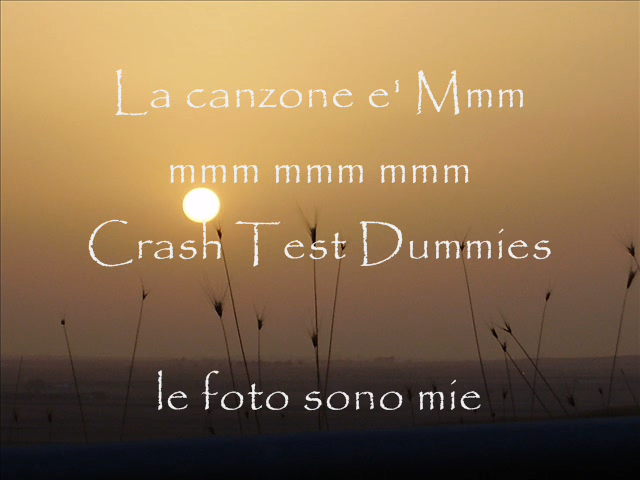 La canzone e' Mmm
mmm mmm mmm
Crash Test Dummies
le foto sono mie